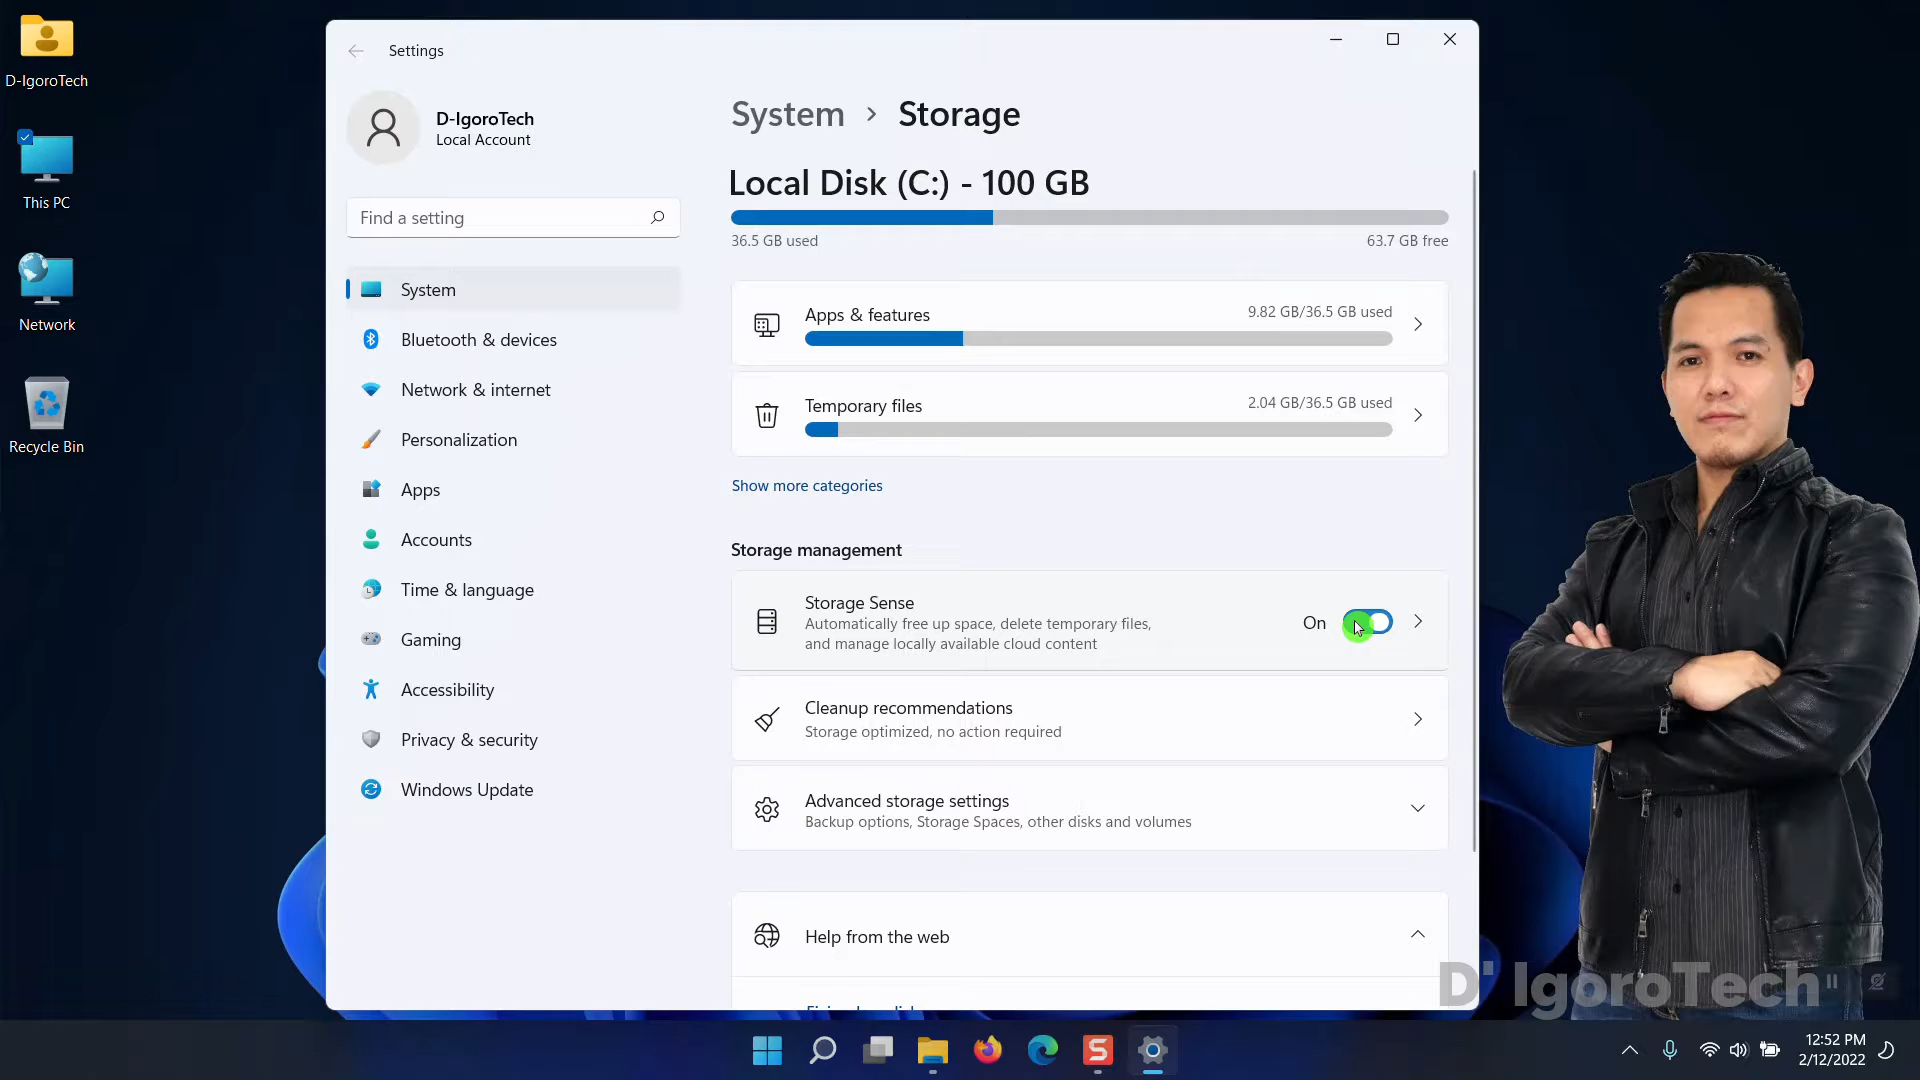 D-IgoroTech
This PC
Network
Recycle Bin
Settings
D-IgoroTech
Local Account
Find a setting
System
Bluetooth & devices
Network & internet
Personalization
Apps
Accounts
Time & language
Gaming
Accessibility
Privacy & security
Windows Update
System > Storage
Local Disk (C:) - 100 GB
36.5 GB used
63.7 GB free
Apps & features
9.82 GB/36.5 GB used
Temporary files
2.04 GB/36.5 GB used
Show more categories
Storage management
Storage Sense
Automatically free up space, delete temporary files,
and manage locally available cloud content
On
Cleanup recommendations
Storage optimized, no action required
Advanced storage settings
Backup options, Storage Spaces, other disks and volumes
Help from the web
D' IgoroTech
S
12:52 PM
2/12/2022